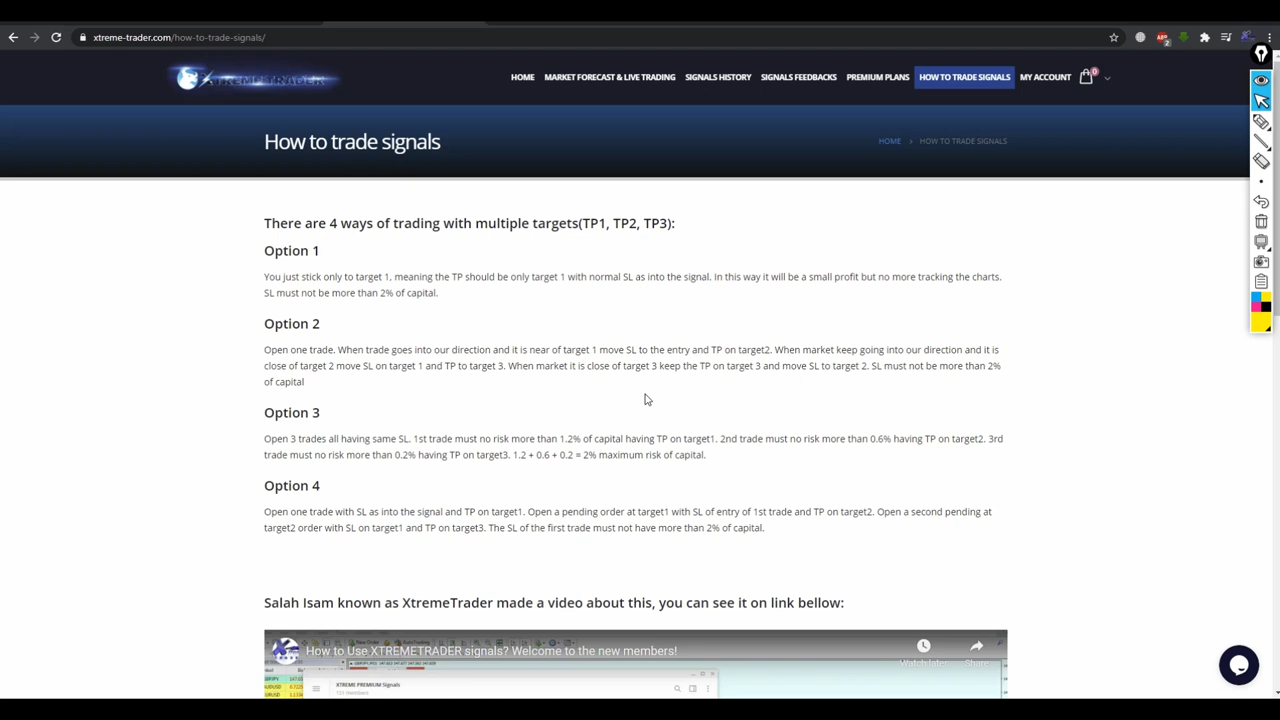 xtreme-trader.com/how-to-trade-signals/
2
XTREMETRADER
HOME MARKET FORECAST & LIVE TRADING SIGNALS HISTORY SIGNALS FEEDBACKS PREMIUM PLANS HOW TO TRADE SIGNALS MY ACCOUNT 0
How to trade signals
HOME › HOW TO TRADE SIGNALS
There are 4 ways of trading with multiple targets(TP1, TP2, TP3):
Option 1
You just stick only to target 1, meaning the TP should be only target 1 with normal SL as into the signal. In this way it will be a small profit but no more tracking the charts.
SL must not be more than 2% of capital.
Option 2
Open one trade. When trade goes into our direction and it is near of target 1 move SL to the entry and TP on target2. When market keep going into our direction and it is
close of target 2 move SL on target 1 and TP to target 3. When market it is close of target 3 keep the TP on target 3 and move SL to target 2. SL must not be more than 2%
of capital
Option 3
Open 3 trades all having same SL. 1st trade must no risk more than 1.2% of capital having TP on target1. 2nd trade must no risk more than 0.6% having TP on target2. 3rd
trade must no risk more than 0.2% having TP on target3. 1.2 + 0.6 + 0.2 = 2% maximum risk of capital.
Option 4
Open one trade with SL as into the signal and TP on target1. Open a pending order at target1 with SL of entry of 1st trade and TP on target2. Open a second pending at
target2 order with SL on target1 and TP on target3. The SL of the first trade must not have more than 2% of capital.
Salah Isam known as XtremeTrader made a video about this, you can see it on link bellow:
How to Use XTREMETRADER signals? Welcome to the new members!
Watch later Share
XTREME PREMIUM Signals